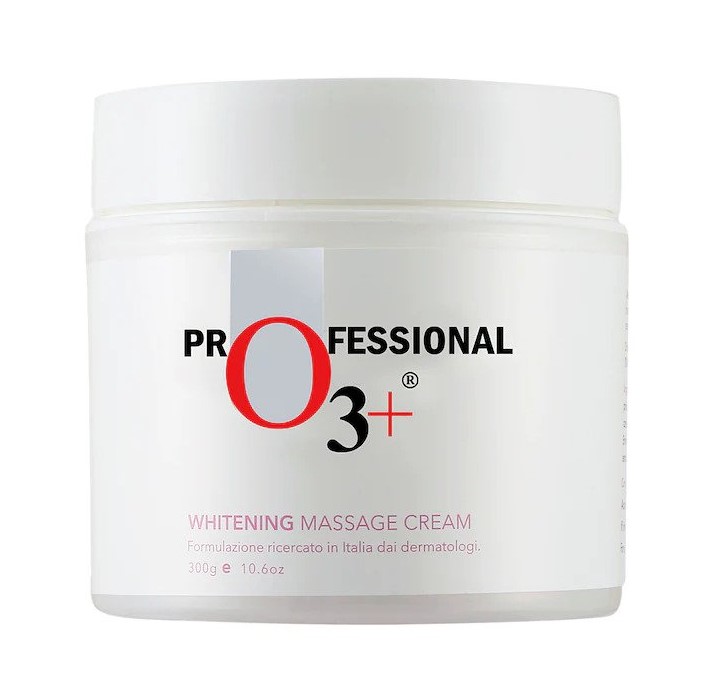 PROFESSIONAL
O3+®
WHITENING MASSAGE CREAM
Formulazione ricercato in Italia dai dermatologi.
300g e 10.6oz